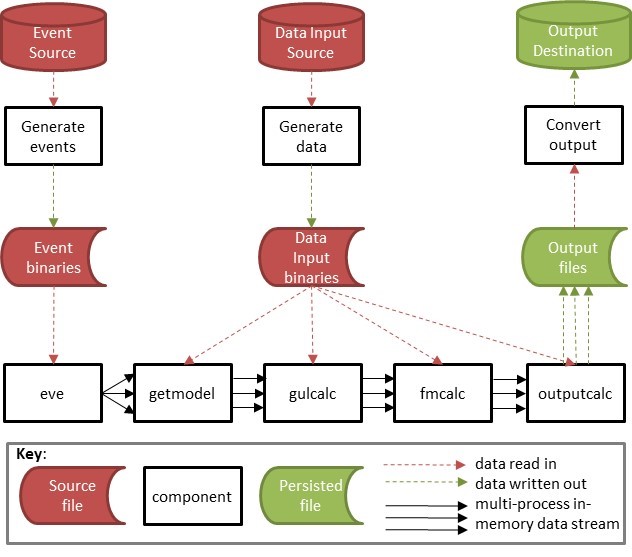 Event
Source
Data Input
Source
Output
Destination
Generate
events
Generate
data
Convert
output
Event
binaries
Data
Input
binaries
Output
files
eve
getmodel
gulcalc
fmcalc
outputcalc
Key:
Source
file
component
Persisted
file
data read in
data written out
multi-process in-
memory data stream